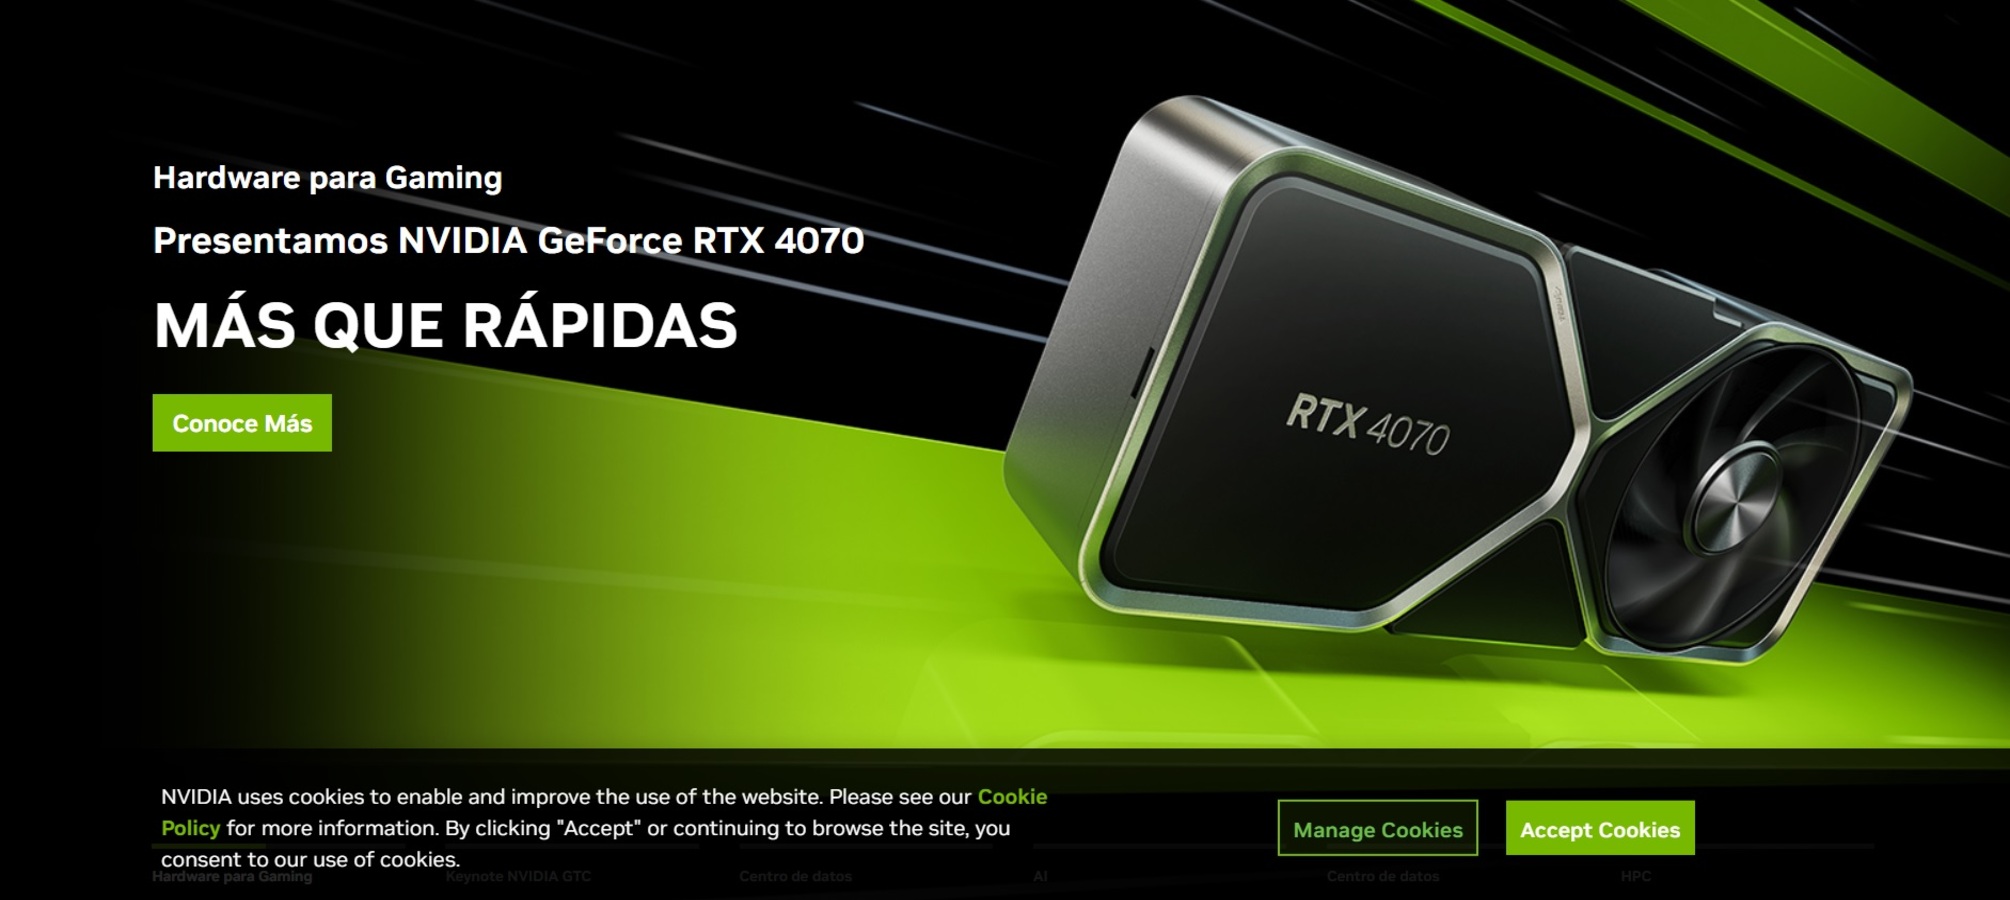 Hardware para Gaming
Presentamos NVIDIA GeForce RTX 4070
MÁS QUE RÁPIDAS
Conoce Más
RTX 4070
NVIDIA uses cookies to enable and improve the use of the website. Please see our Cookie
Policy for more information. By clicking "Accept" or continuing to browse the site, you
consent to our use of cookies.
Manage Cookies
Accept Cookies
Hardware para Gaming
Keynote NVIDIA GTC
Centro de datos
AI
Centro de datos
HPC